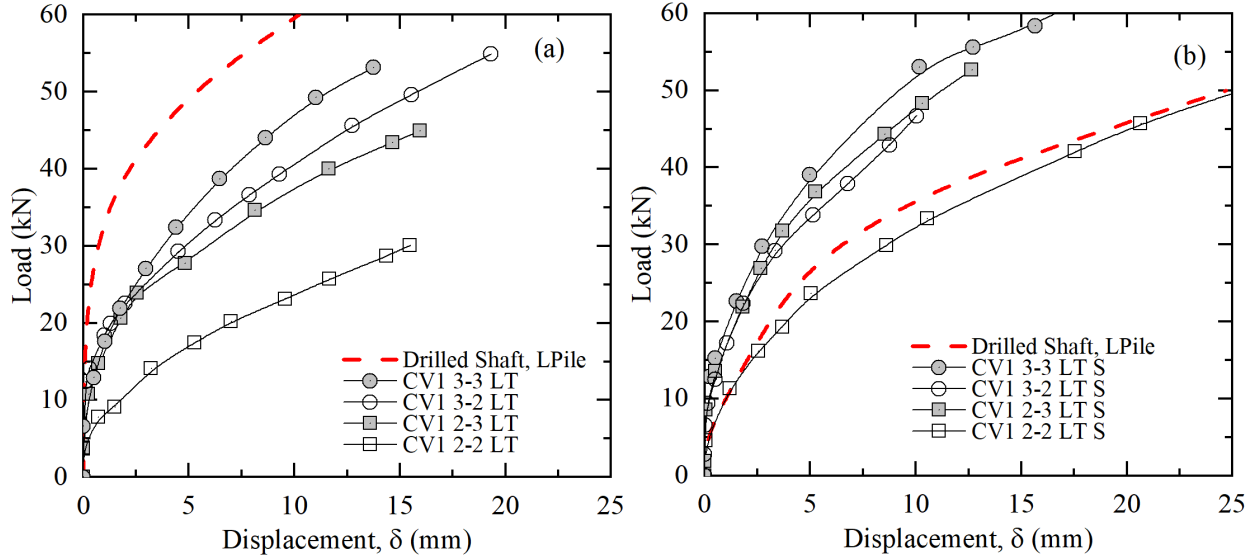 (a)
Load (kN)
60
50
40
30
20
10
0
Drilled Shaft, LPile
CV1 3-3 LT
CV1 3-2 LT
CV1 2-3 LT
CV1 2-2 LT
0 5 10 15 20 25
Displacement, δ (mm)
(b)
Load (kN)
60
50
40
30
20
10
0
Drilled Shaft, LPile
CV1 3-3 LT S
CV1 3-2 LT S
CV1 2-3 LT S
CV1 2-2 LT S
0 5 10 15 20 25
Displacement, δ (mm)